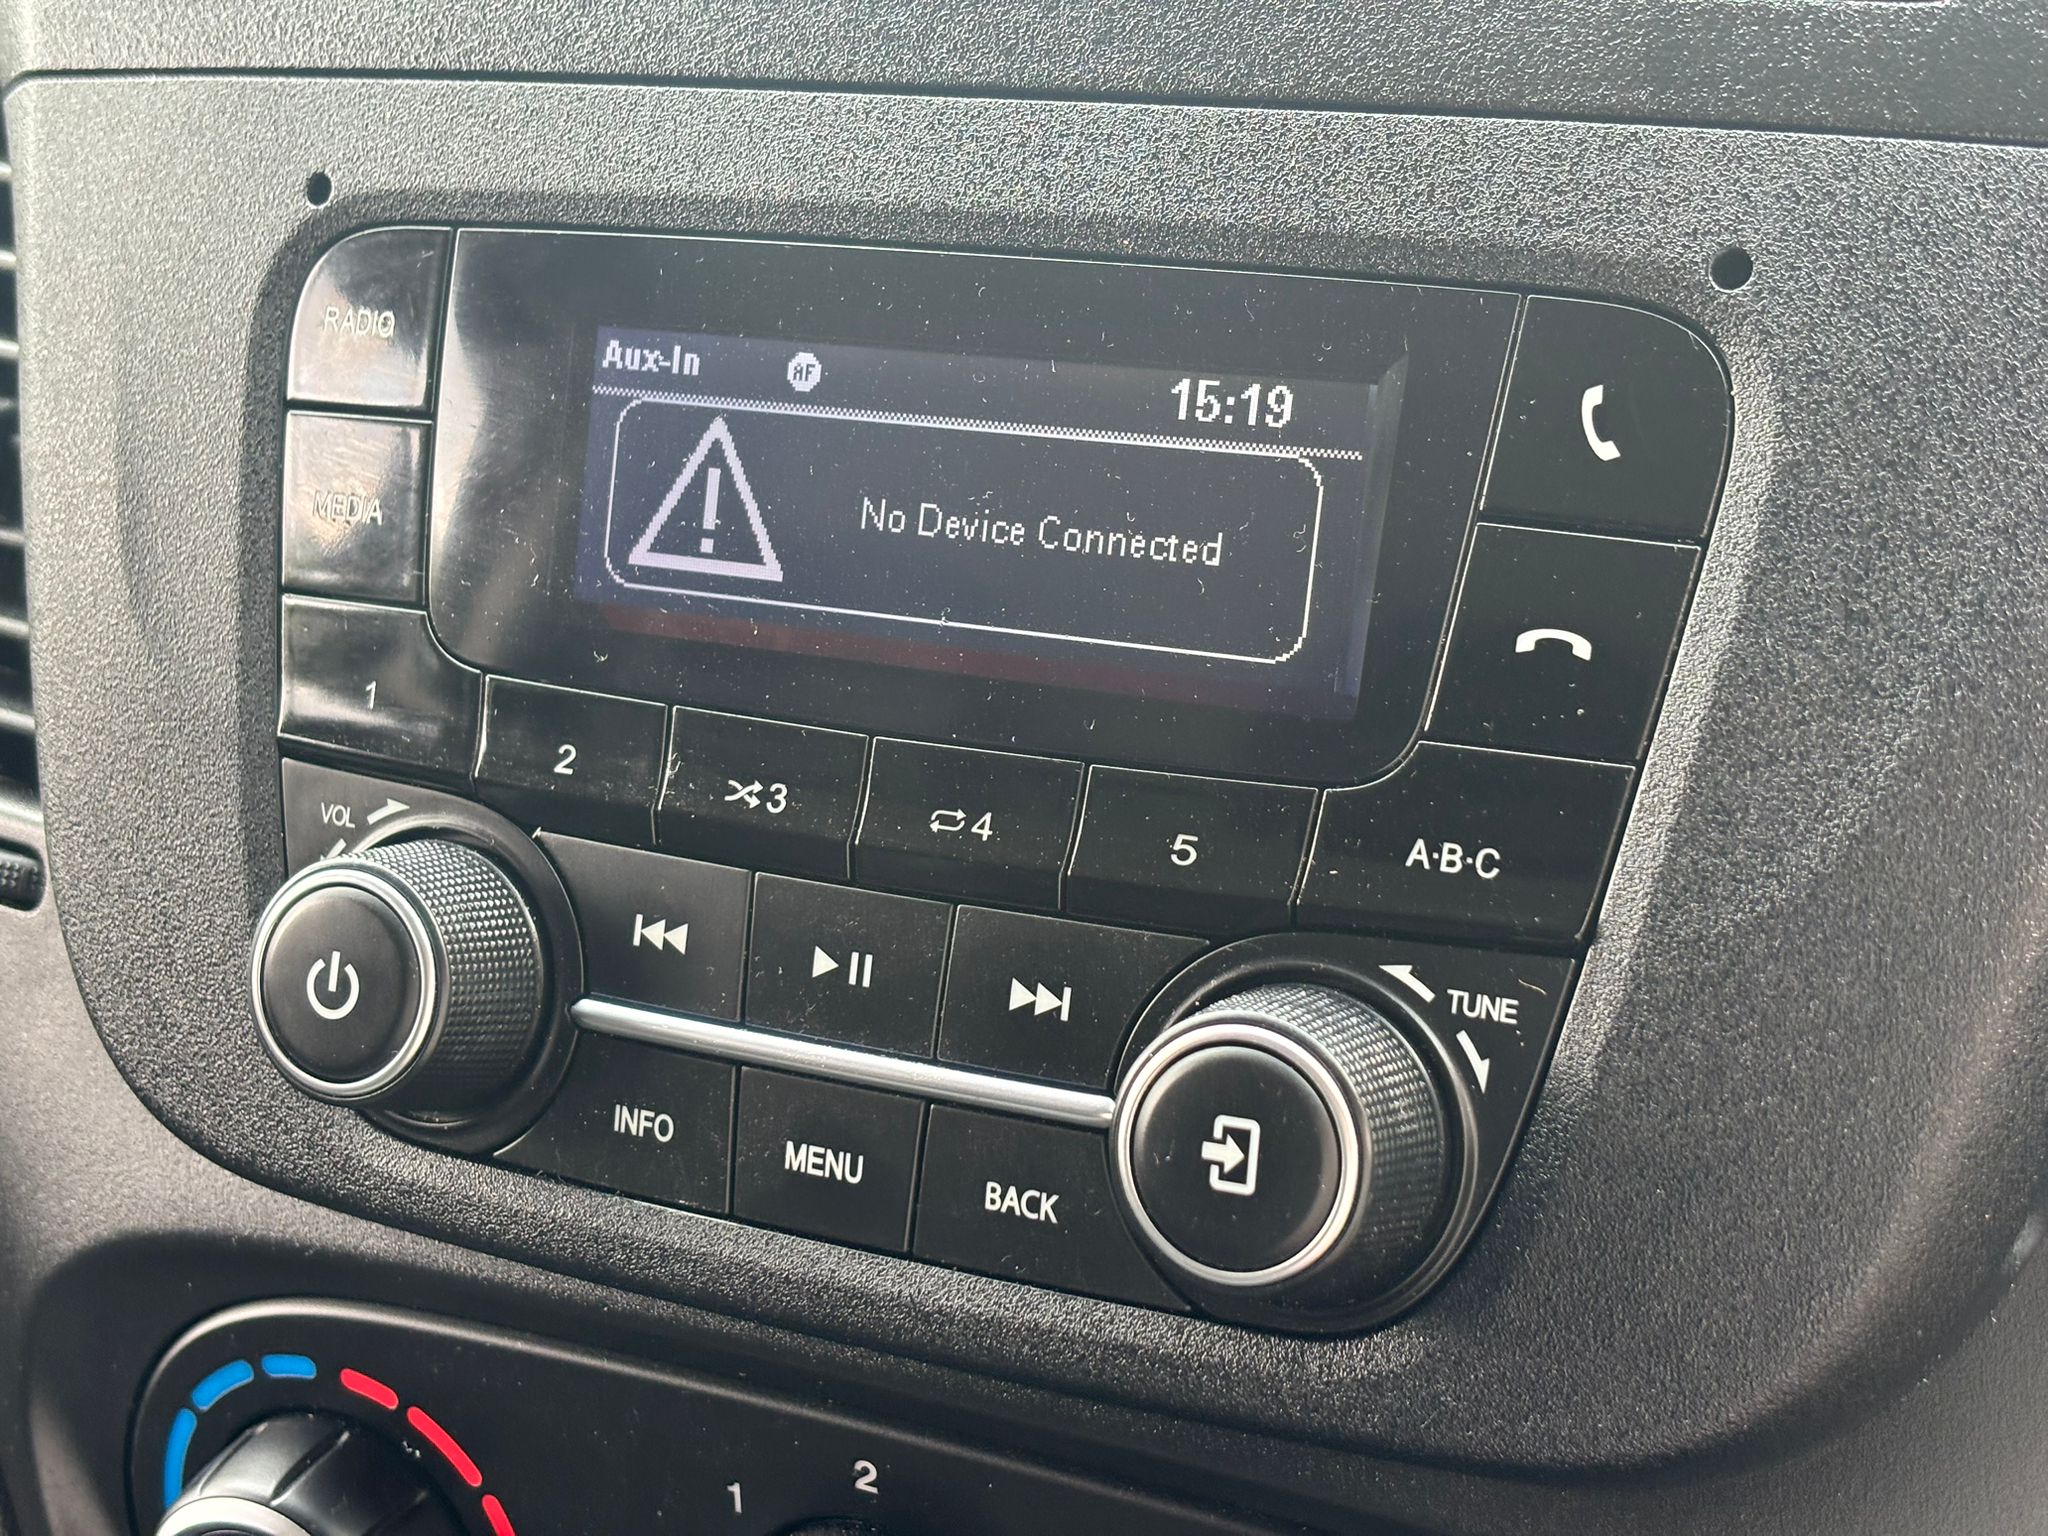 Aux-In AF 15:19
No Device Connected
RADIO
MEDIA
1 2 3 4 5 A·B·C
VOL
TUNE
INFO MENU BACK
1 2